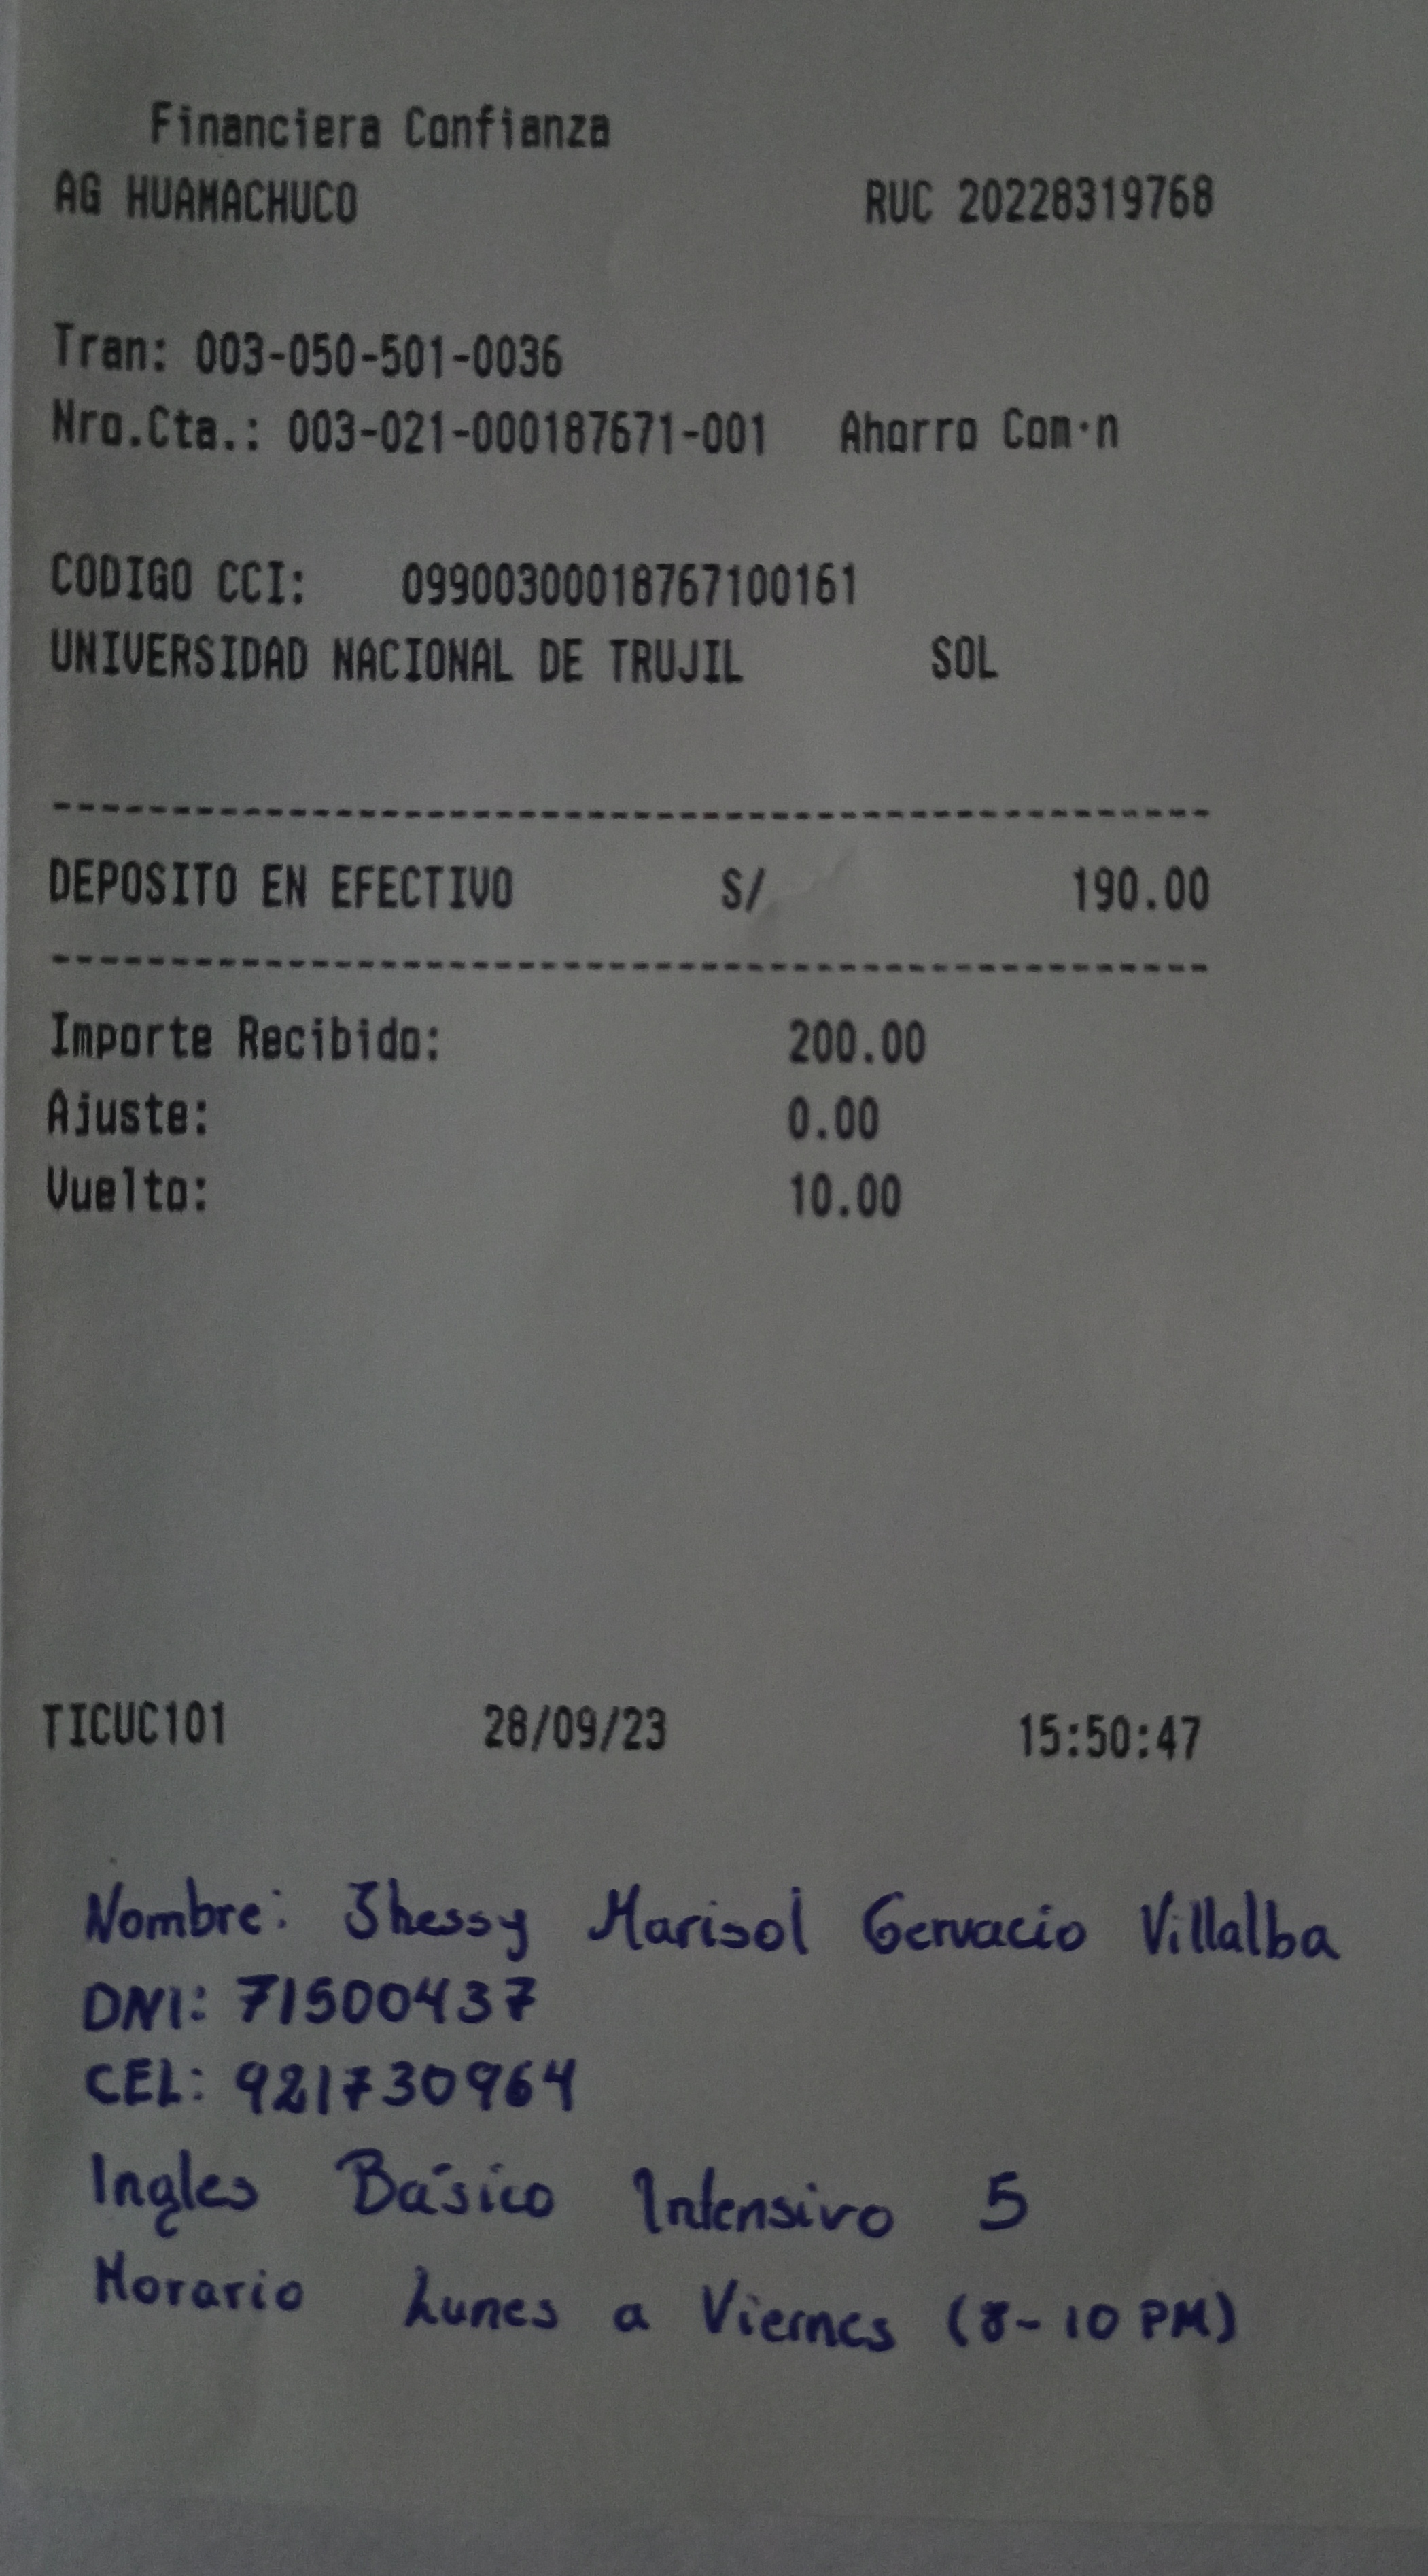 Financiera Confianza
AG HUAMACHUCO RUC 20228319768
Tran: 003-050-501-0036
Nro.Cta.: 003-021-000187671-001 Ahorro Com·n
CODIGO CCI: 09900300018767100161
UNIVERSIDAD NACIONAL DE TRUJIL SOL
--------------------------------------------------
DEPOSITO EN EFECTIVO S/ 190.00
--------------------------------------------------
Importe Recibido: 200.00
Ajuste: 0.00
Vuelto: 10.00
TICUC101 28/09/23 15:50:47
Nombre: Jhessy Marisol Gervacio Villalba
DNI: 71500437
CEL: 921730964
Ingles Básico Intensivo 5
Horario Lunes a Viernes (8-10 PM)